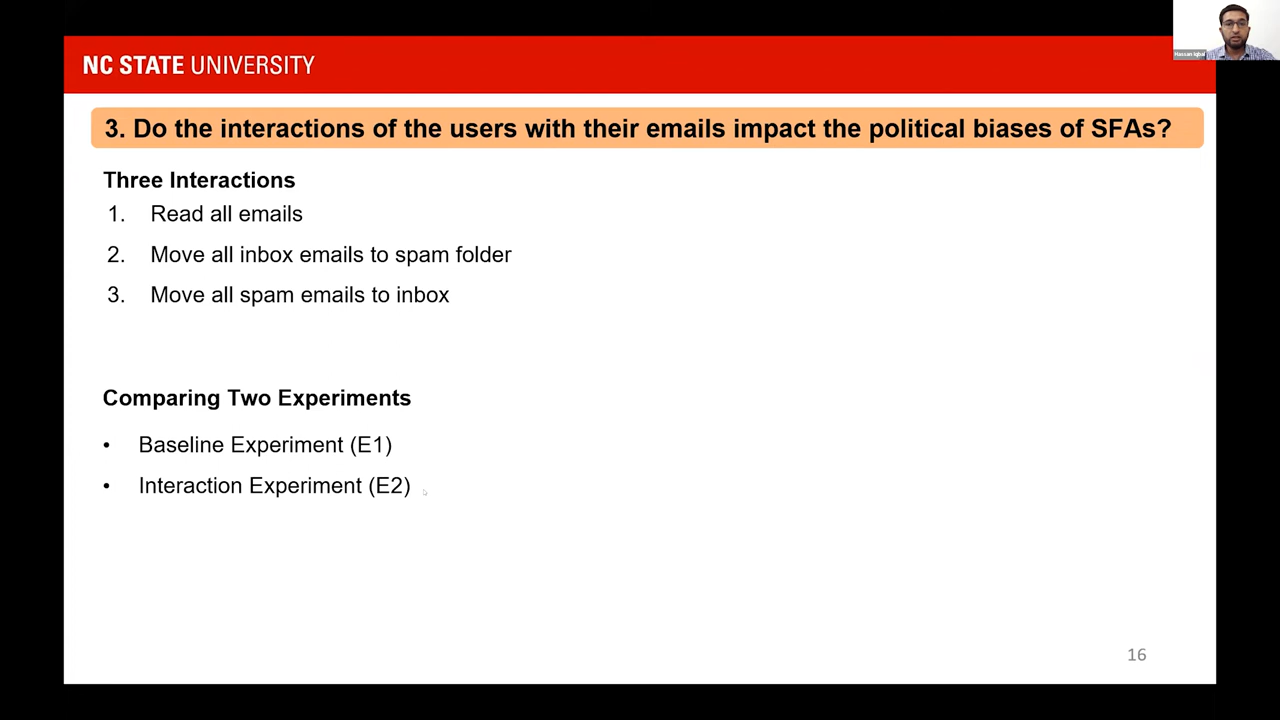 NC STATE UNIVERSITY
Hassan Iqbal
3. Do the interactions of the users with their emails impact the political biases of SFAs?
Three Interactions
1. Read all emails
2. Move all inbox emails to spam folder
3. Move all spam emails to inbox
Comparing Two Experiments
• Baseline Experiment (E1)
• Interaction Experiment (E2)
16